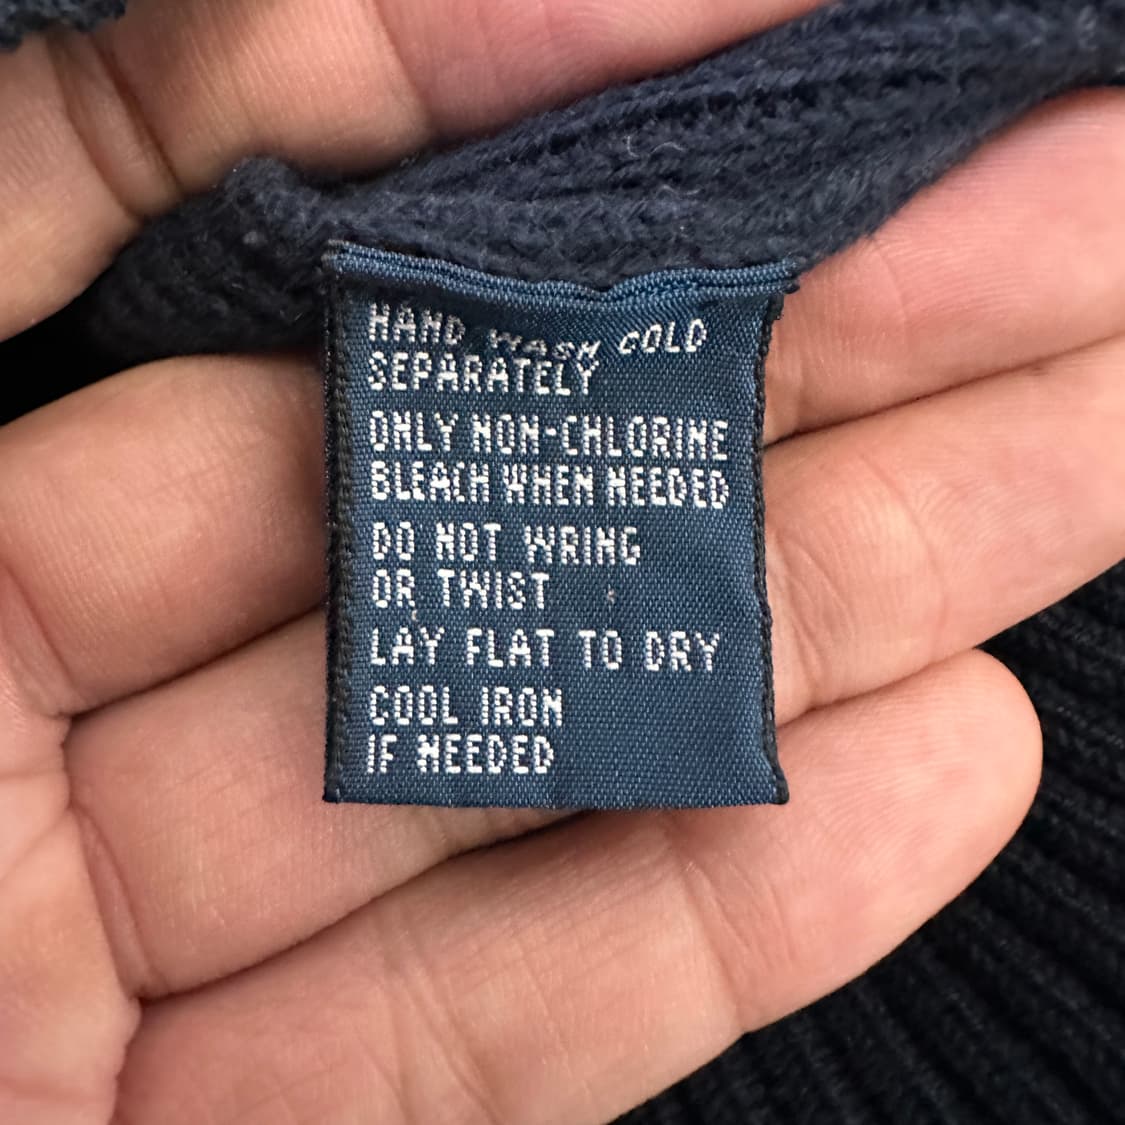 HAND WASH COLD
SEPARATELY
ONLY NON-CHLORINE
BLEACH WHEN NEEDED
DO NOT WRING
OR TWIST
LAY FLAT TO DRY
COOL IRON
IF NEEDED